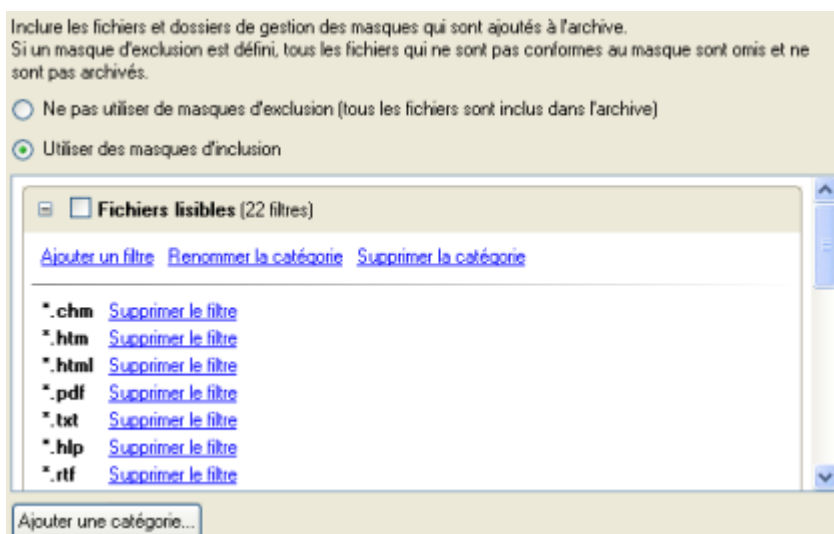 Inclure les fichiers et dossiers de gestion des masques qui sont ajoutés à l'archive.
Si un masque d'exclusion est défini, tous les fichiers qui ne sont pas conformes au masque sont omis et ne
sont pas archivés.
Ne pas utiliser de masques d'exclusion (tous les fichiers sont inclus dans l'archive)
Utiliser des masques d'inclusion
Fichiers lisibles (22 filtres)
Ajouter un filtre Renommer la catégorie Supprimer la catégorie
*.chm Supprimer le filtre
*.htm Supprimer le filtre
*.html Supprimer le filtre
*.pdf Supprimer le filtre
*.txt Supprimer le filtre
*.hlp Supprimer le filtre
*.rtf Supprimer le filtre
Ajouter une catégorie...